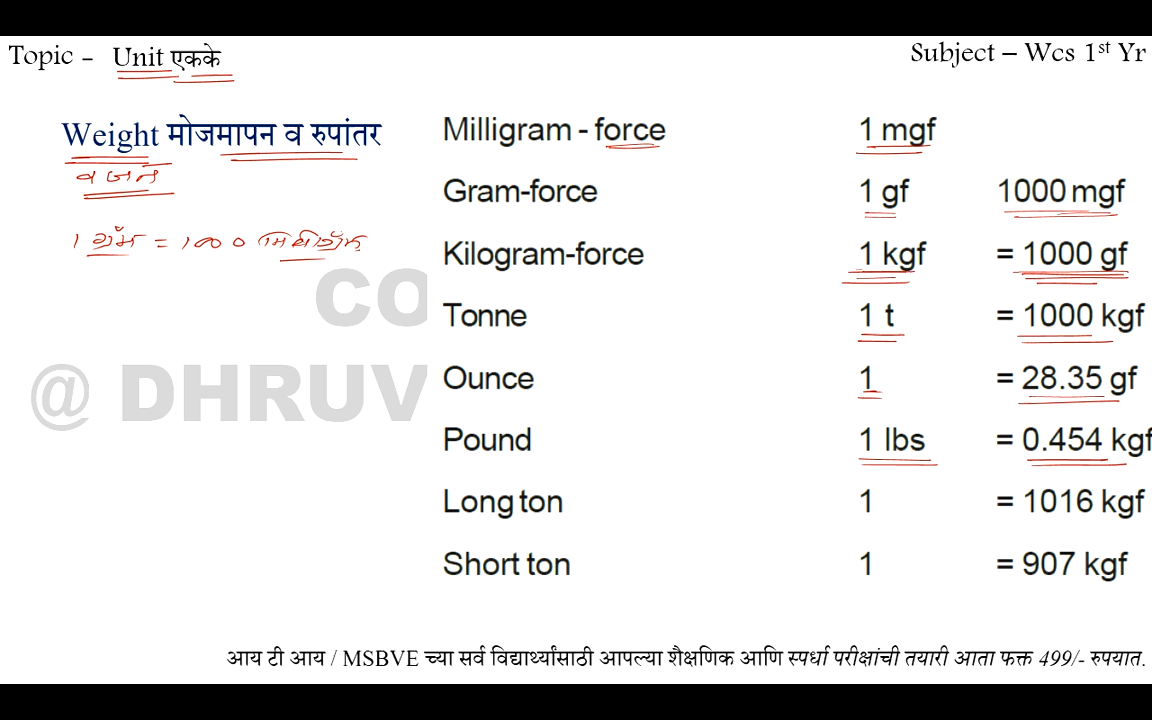 Topic - Unit एकके
Subject – Wcs 1st Yr
Weight मोजमापन व रुपांतर
वजन
1 ग्रॅम = 1000 मिलिग्रॅम
Milligram - force 1 mgf
Gram-force 1 gf 1000 mgf
Kilogram-force 1 kgf = 1000 gf
Tonne 1 t = 1000 kgf
Ounce 1 = 28.35 gf
Pound 1 lbs = 0.454 kgf
Long ton 1 = 1016 kgf
Short ton 1 = 907 kgf
CO
@ DHRUV
आय टी आय / MSBVE च्या सर्व विद्यार्थ्यांसाठी आपल्या शैक्षणिक आणि स्पर्धा परीक्षांची तयारी आता फक्त 499/- रुपयात.